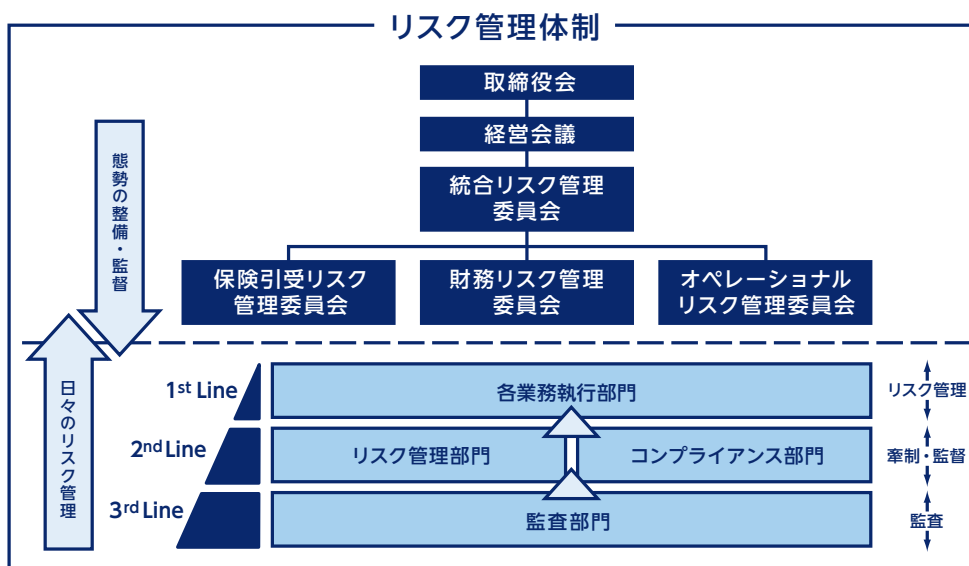 リスク管理体制
取締役会
経営会議
統合リスク管理
委員会
保険引受リスク
管理委員会
財務リスク管理
委員会
オペレーショナル
リスク管理委員会
態勢の整備・監督
日々のリスク管理
1st Line
各業務執行部門
リスク管理
2nd Line
リスク管理部門
コンプライアンス部門
牽制・監督
3rd Line
監査部門
監査